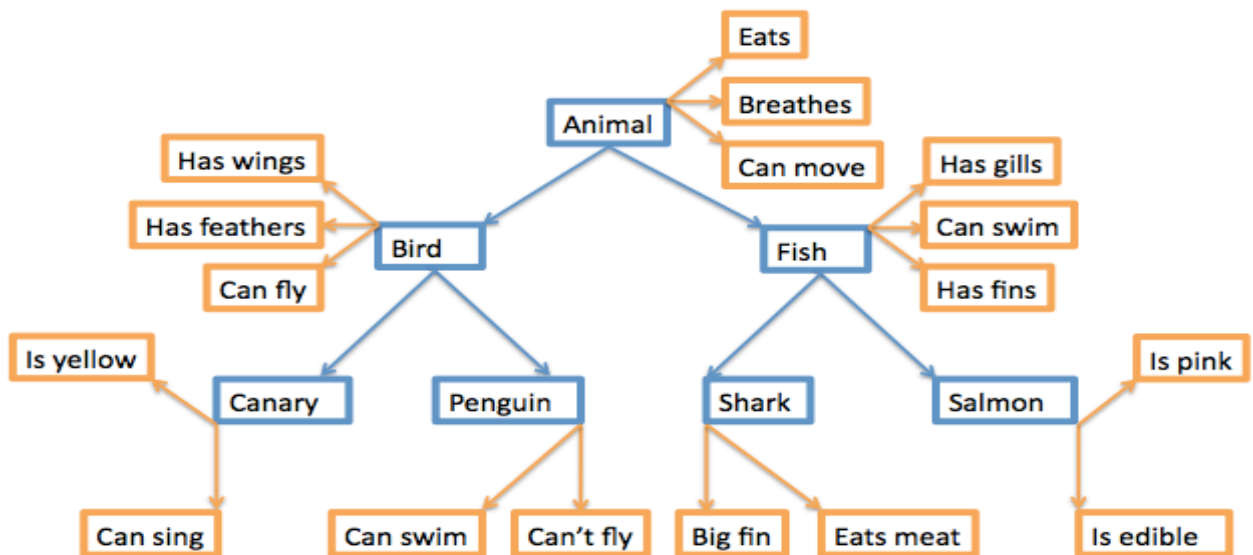 Eats
Breathes
Animal
Can move
Has wings
Has gills
Has feathers
Can swim
Bird
Fish
Can fly
Has fins
Is yellow
Is pink
Canary
Penguin
Shark
Salmon
Can sing
Can swim
Can't fly
Big fin
Eats meat
Is edible